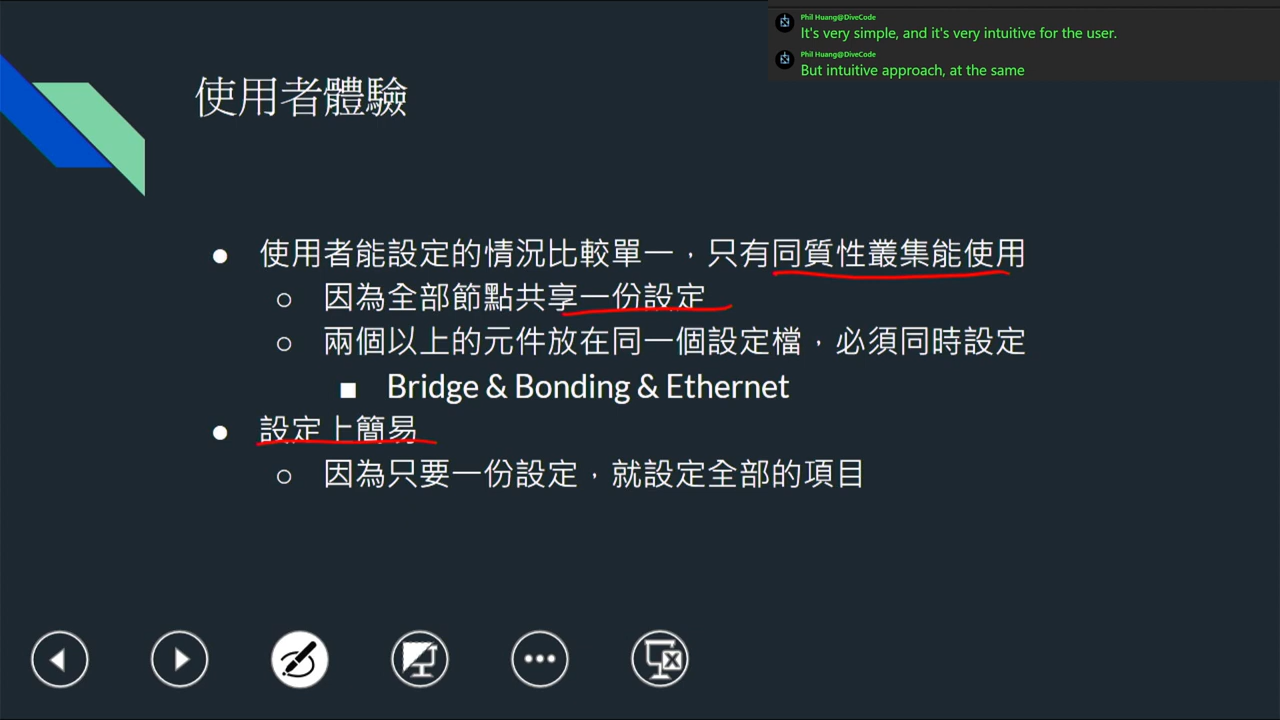 Phil Huang@DiveCode
It's very simple, and it's very intuitive for the user.
Phil Huang@DiveCode
But intuitive approach, at the same
使用者體驗
使用者能設定的情況比較單一，只有同質性叢集能使用
因為全部節點共享一份設定
兩個以上的元件放在同一個設定檔，必須同時設定
Bridge & Bonding & Ethernet
設定上簡易
因為只要一份設定，就設定全部的項目